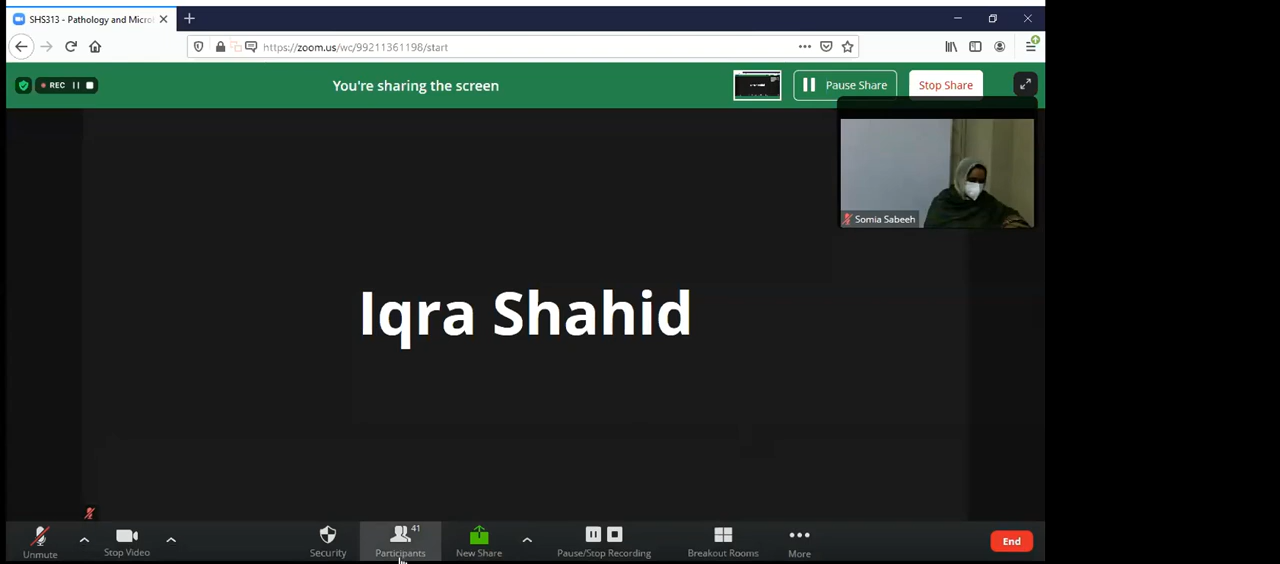 SHS313 - Pathology and Micro
https://zoom.us/wc/99211361198/start
REC
You're sharing the screen
Pause Share
Stop Share
Somia Sabeeh
Iqra Shahid
41
Unmute
Stop Video
Security
Participants
New Share
Pause/Stop Recording
Breakout Rooms
More
End